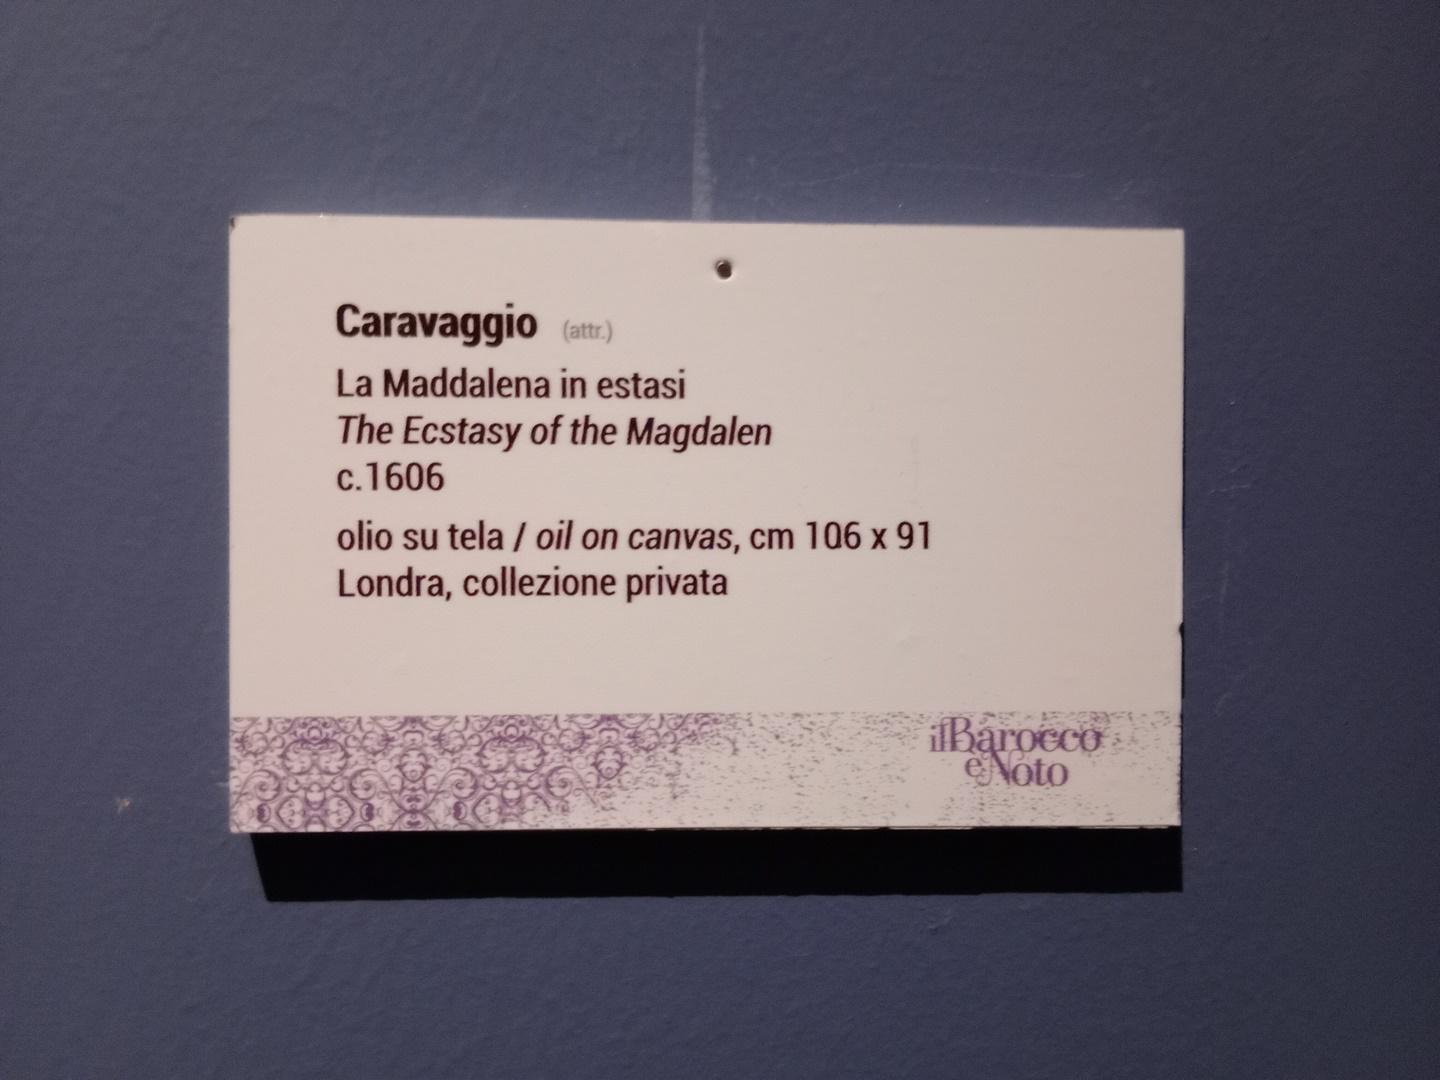 Caravaggio (attr.)
La Maddalena in estasi
The Ecstasy of the Magdalen
c.1606
olio su tela / oil on canvas, cm 106 x 91
Londra, collezione privata
il Barocco
e Noto